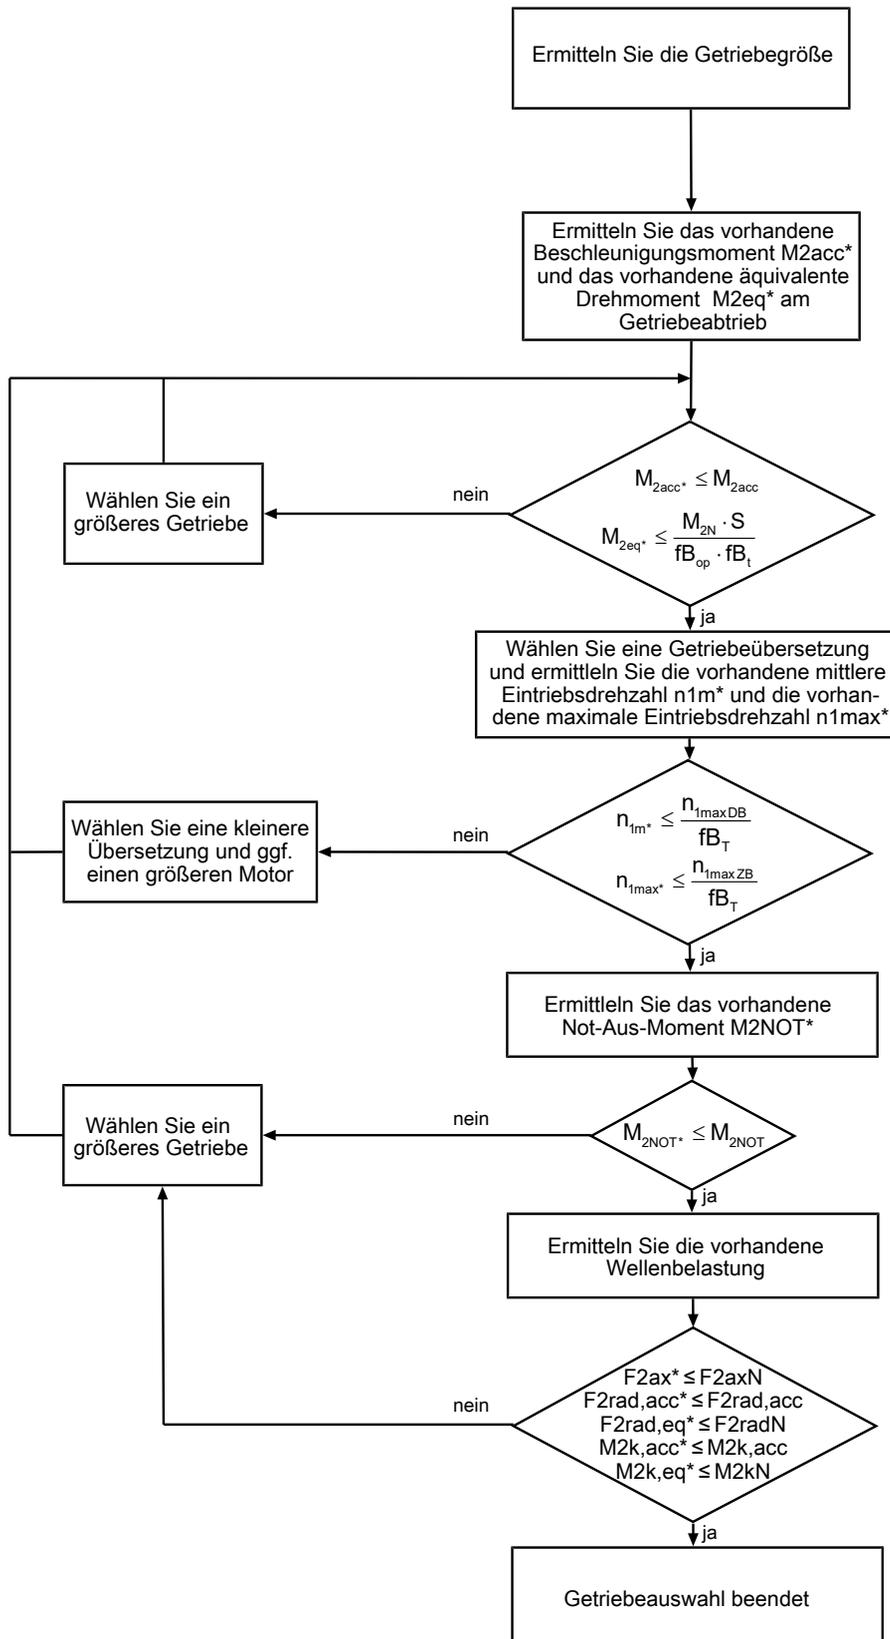 Ermitteln Sie die Getriebegröße
Ermitteln Sie das vorhandene
Beschleunigungsmoment M2acc*
und das vorhandene äquivalente
Drehmoment M2eq* am
Getriebeabtrieb
M2acc* ≤ M2acc
M2eq* ≤ M2N · S
fBop · fBt
nein
Wählen Sie ein
größeres Getriebe
ja
Wählen Sie eine Getriebeübersetzung
und ermittleln Sie die vorhandene mittlere
Eintriebsdrehzahl n1m* und die vorhan-
dene maximale Eintriebsdrehzahl n1max*
n1m* ≤ n1maxDB
fBT
n1max* ≤ n1maxZB
fBT
nein
Wählen Sie eine kleinere
Übersetzung und ggf.
einen größeren Motor
ja
Ermittleln Sie das vorhandene
Not-Aus-Moment M2NOT*
M2NOT* ≤ M2NOT
nein
Wählen Sie ein
größeres Getriebe
ja
Ermitteln Sie die vorhandene
Wellenbelastung
F2ax* ≤ F2axN
F2rad,acc* ≤ F2rad,acc
F2rad,eq* ≤ F2radN
M2k,acc* ≤ M2k,acc
M2k,eq* ≤ M2kN
nein
ja
Getriebeauswahl beendet